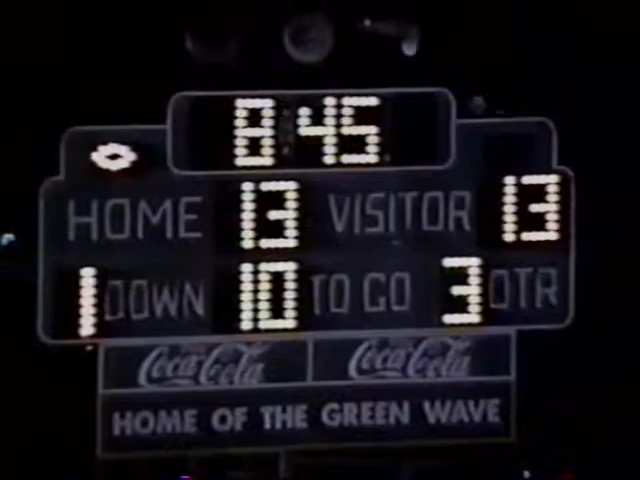 8:45
HOME 13 VISITOR 13
1 DOWN 10 TO GO 3 QTR
Coca-Cola Coca-Cola
HOME OF THE GREEN WAVE